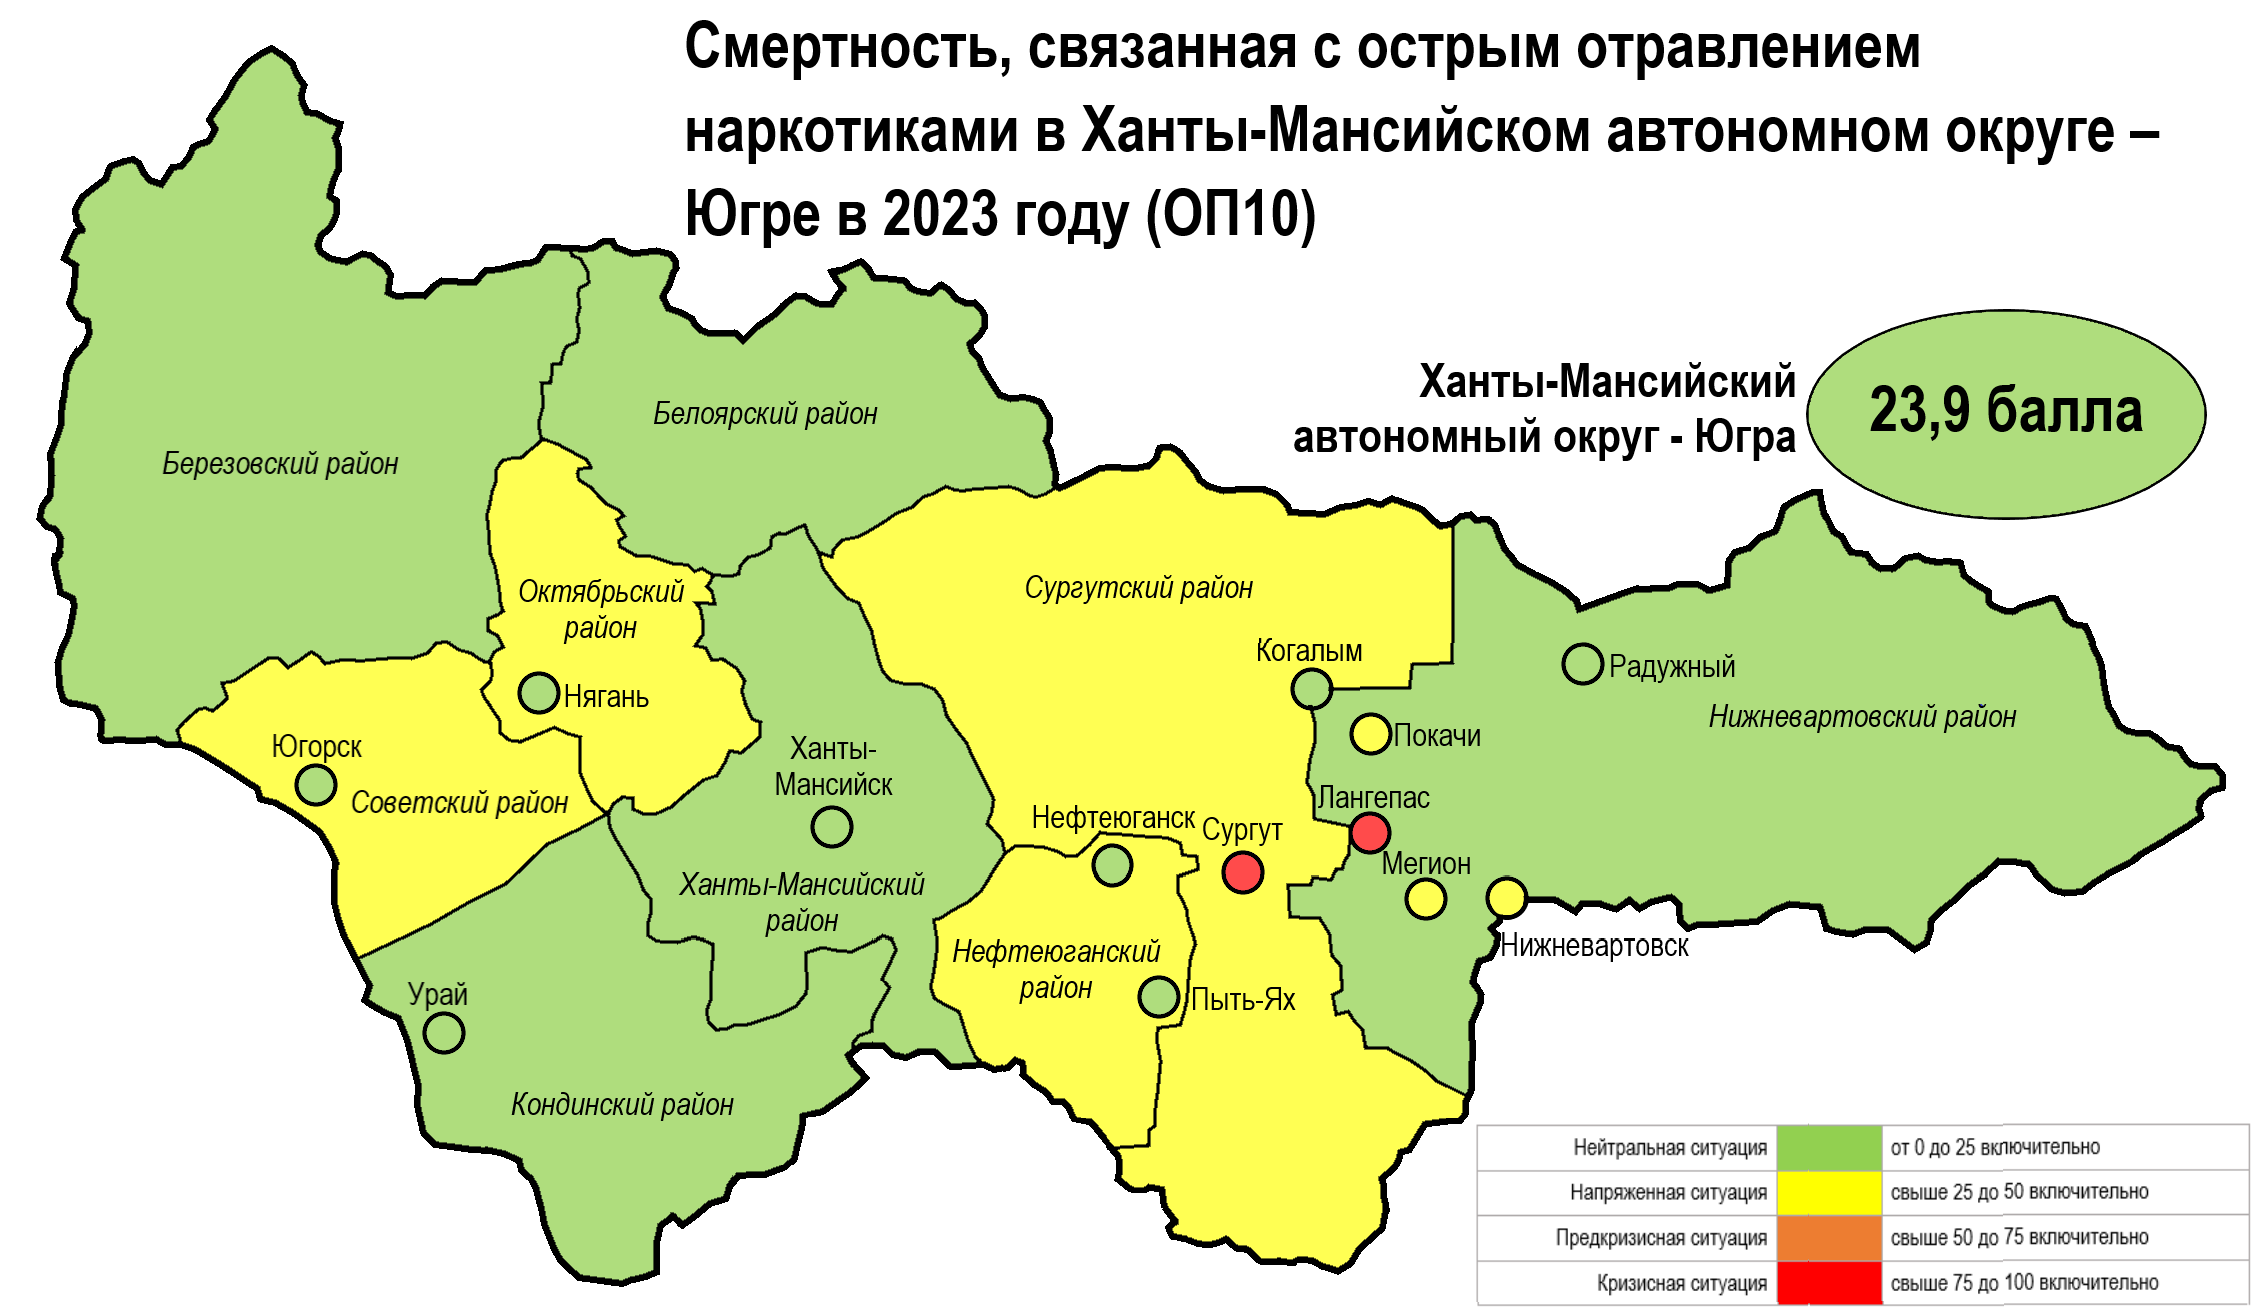 Смертность, связанная с острым отравлением
наркотиками в Ханты-Мансийском автономном округе –
Югре в 2023 году (ОП10)
Ханты-Мансийский
автономный округ - Югра
23,9 балла
Белоярский район
Березовский район
Октябрьский
район
Сургутский район
Когалым
Радужный
Нягань
Нижневартовский район
Покачи
Югорск
Ханты-
Мансийск
Советский район
Лангепас
Нефтеюганск
Сургут
Мегион
Ханты-Мансийский
район
Нефтеюганский
район
Нижневартовск
Урай
Пыть-Ях
Кондинский район
Нейтральная ситуация от 0 до 25 включительно
Напряженная ситуация свыше 25 до 50 включительно
Предкризисная ситуация свыше 50 до 75 включительно
Кризисная ситуация свыше 75 до 100 включительно